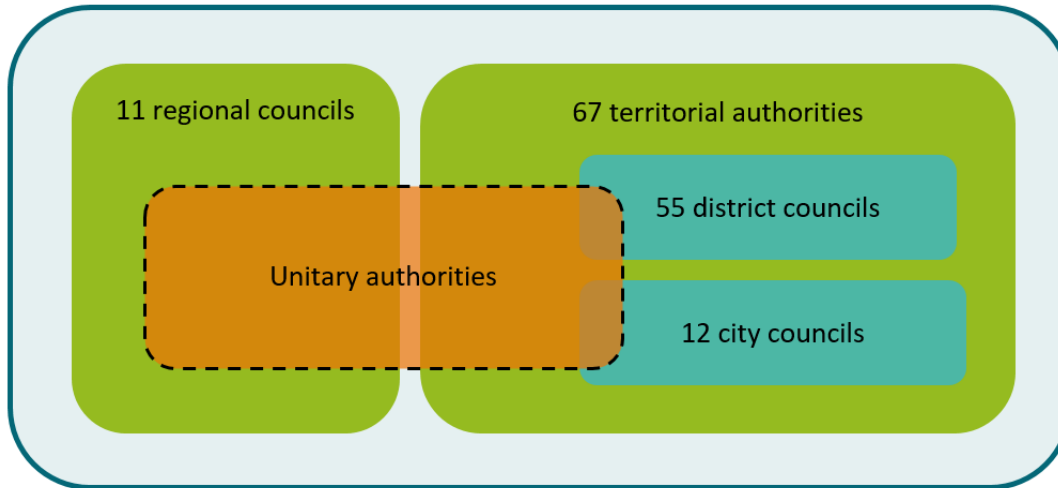 11 regional councils
67 territorial authorities
55 district councils
Unitary authorities
12 city councils